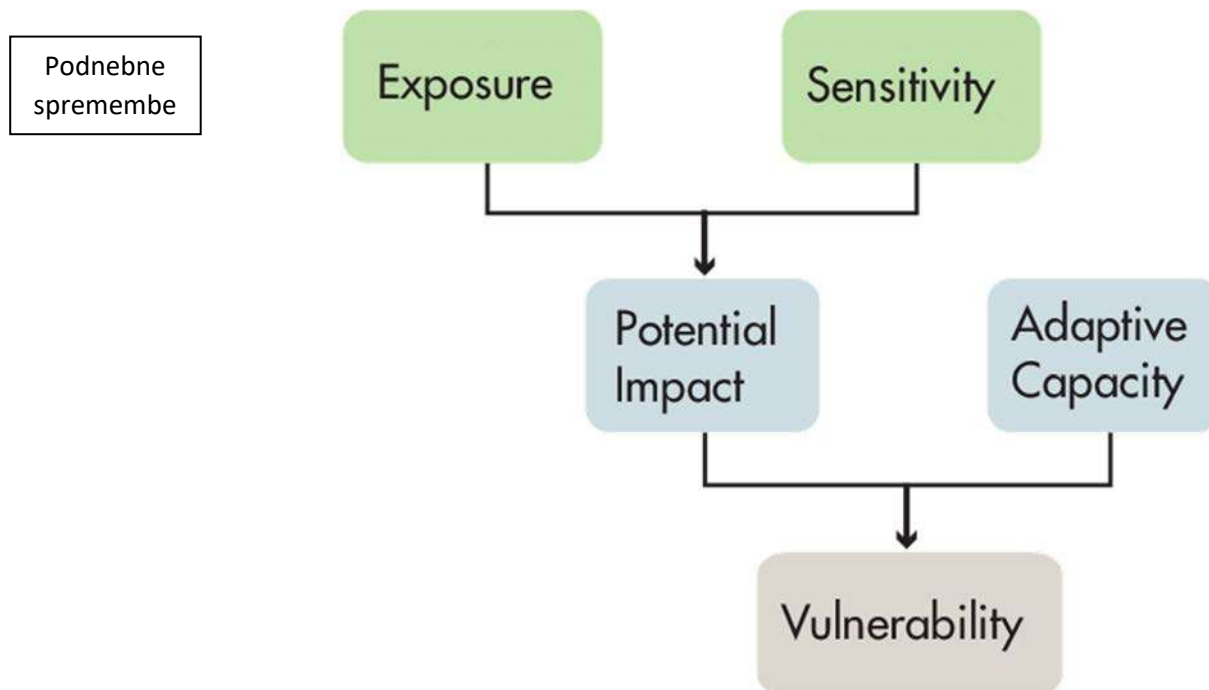 Podnebne
spremembe
Exposure
Sensitivity
Potential
Impact
Adaptive
Capacity
Vulnerability